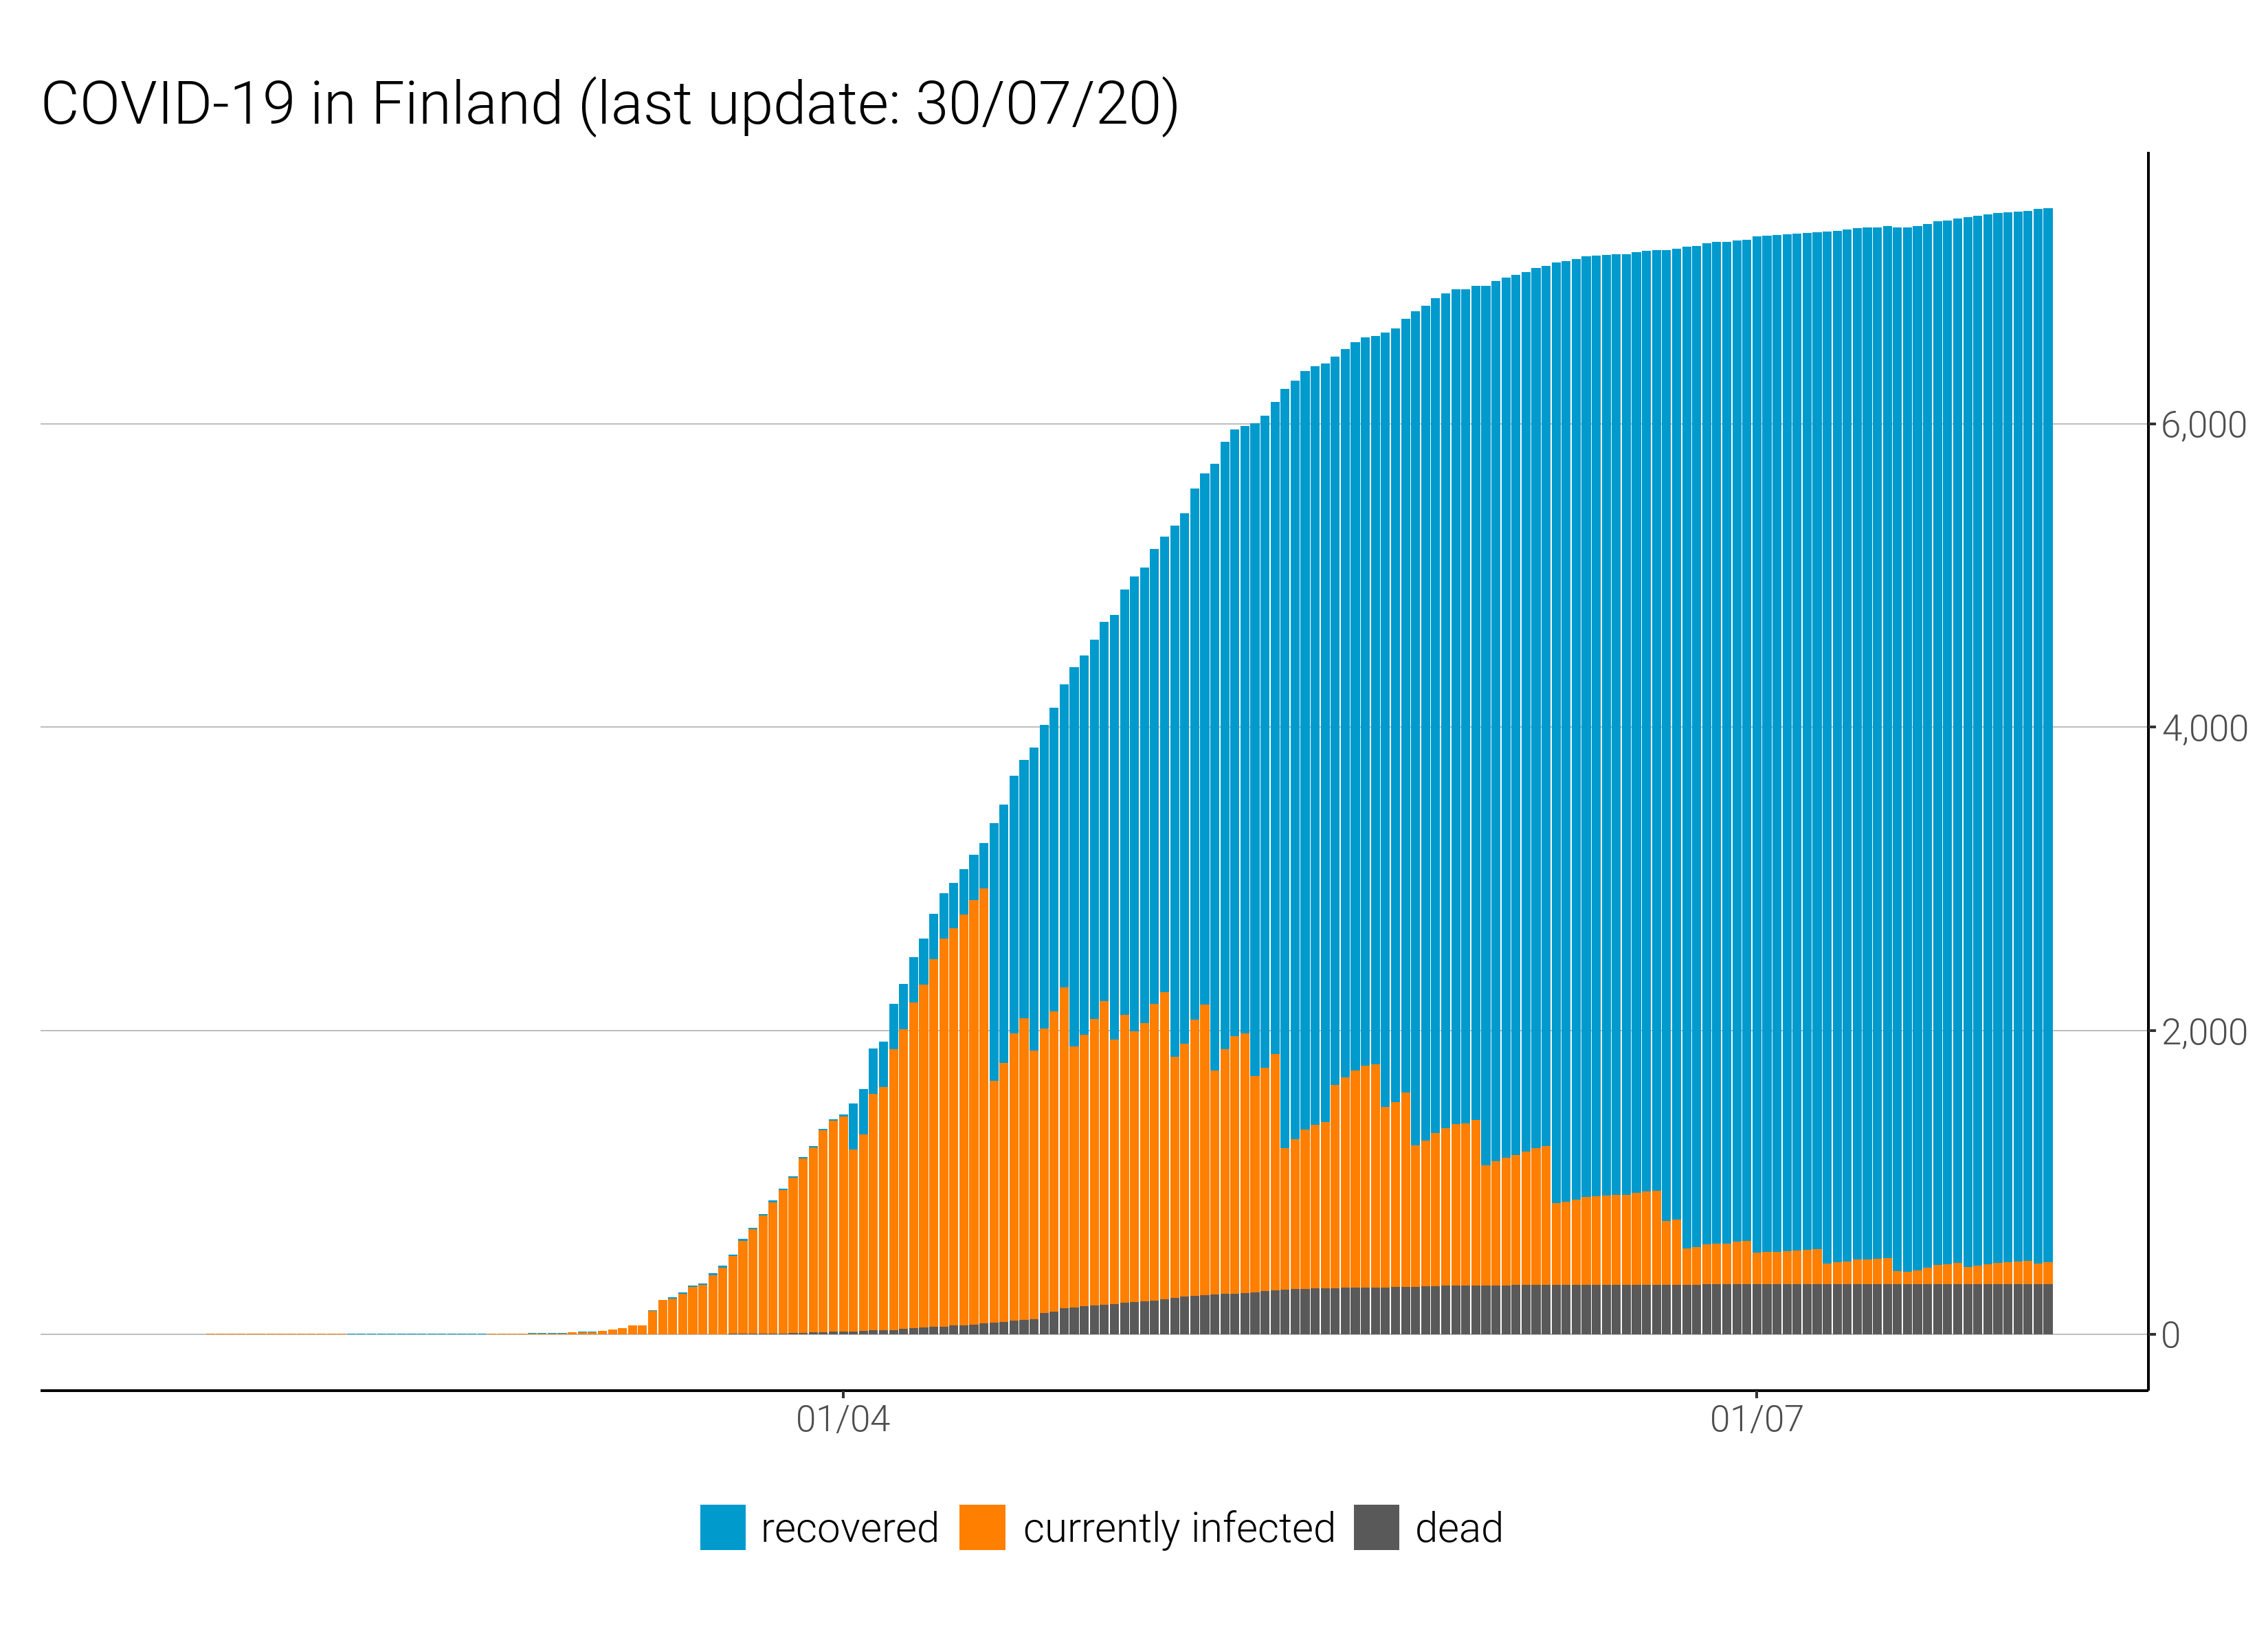 COVID-19 in Finland (last update: 30/07/20)
6,000
4,000
2,000
0
01/04 01/07
recovered currently infected dead